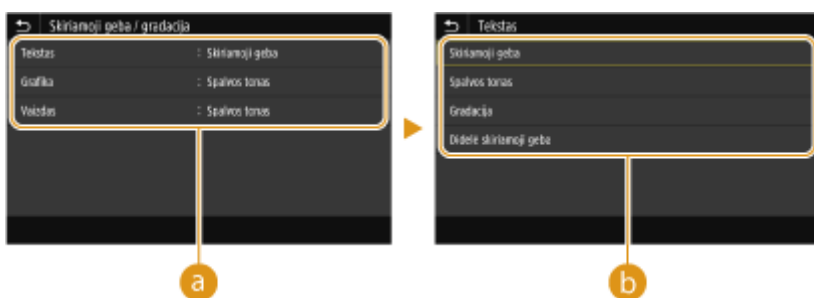 Skiriamoji geba / gradacija
Tekstas : Skiriamoji geba
Grafika : Spalvos tonas
Vaizdas : Spalvos tonas
a
Tekstas
Skiriamoji geba
Spalvos tonas
Gradacija
Didelė skiriamoji geba
b